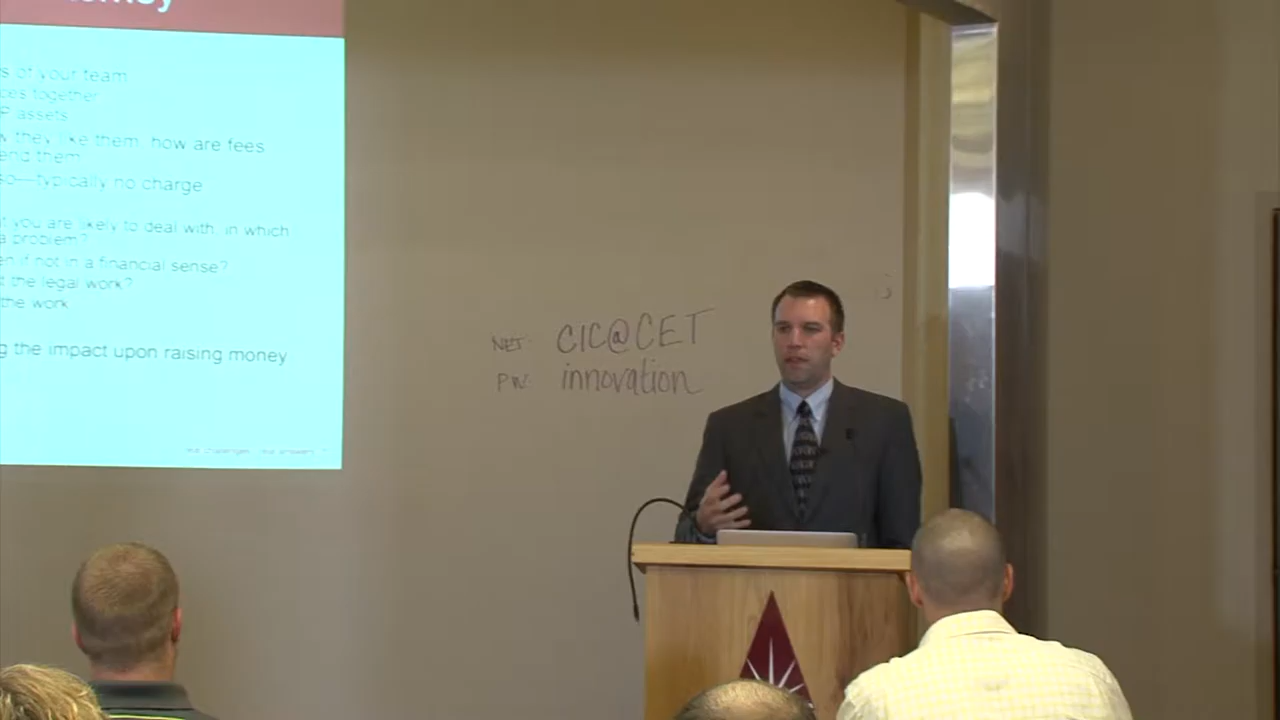 s of your team
ces together
P assets
w they like them, how are fees
end them
so—typically no charge
t you are likely to deal with, in which
a problem?
en if not in a financial sense?
t the legal work?
the work
g the impact upon raising money
NET: CIC@CET
PW: innovation